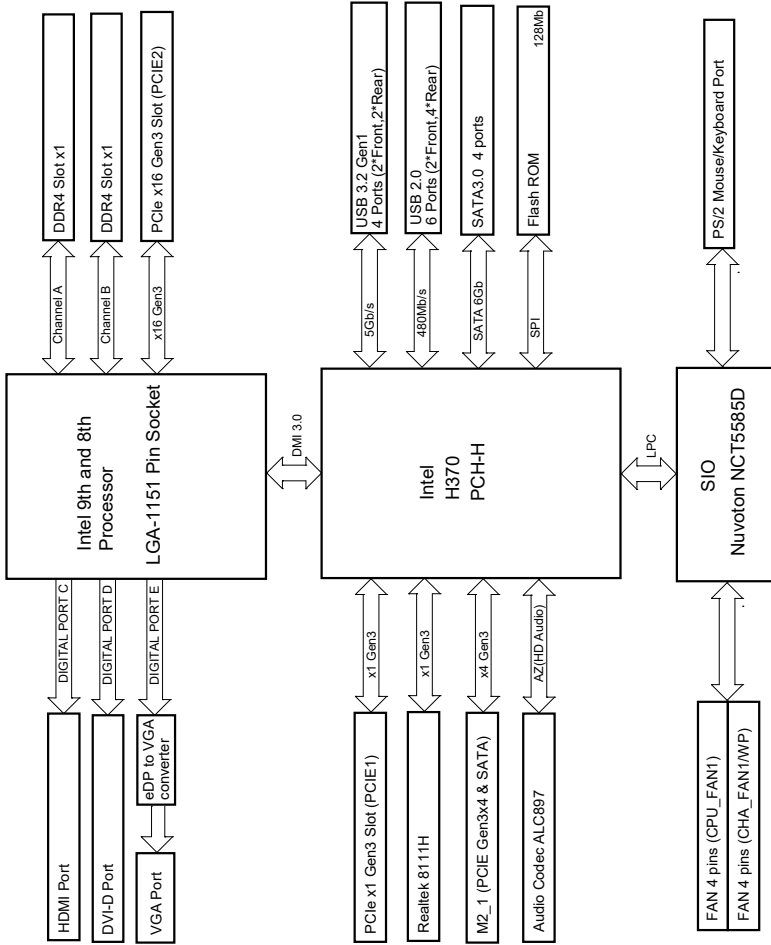 HDMI Port
DIGITAL PORT C
DVI-D Port
DIGITAL PORT D
VGA Port
eDP to VGA
converter
DIGITAL PORT E
Intel 9th and 8th
Processor
LGA-1151 Pin Socket
Channel A
DDR4 Slot x1
Channel B
DDR4 Slot x1
x16 Gen3
PCIe x16 Gen3 Slot (PCIE2)
DMI 3.0
PCIe x1 Gen3 Slot (PCIE1)
x1 Gen3
Realtek 8111H
x1 Gen3
M2_1 (PCIE Gen3x4 & SATA)
x4 Gen3
Audio Codec ALC897
AZ(HD Audio)
Intel
H370
PCH-H
5Gb/s
USB 3.2 Gen1
4 Ports (2*Front,2*Rear)
480Mb/s
USB 2.0
6 Ports (2*Front,4*Rear)
SATA 6Gb
SATA3.0 4 ports
SPI
Flash ROM
128Mb
LPC
FAN 4 pins (CPU_FAN1)
FAN 4 pins (CHA_FAN1/WP)
SIO
Nuvoton NCT5585D
PS/2 Mouse/Keyboard Port